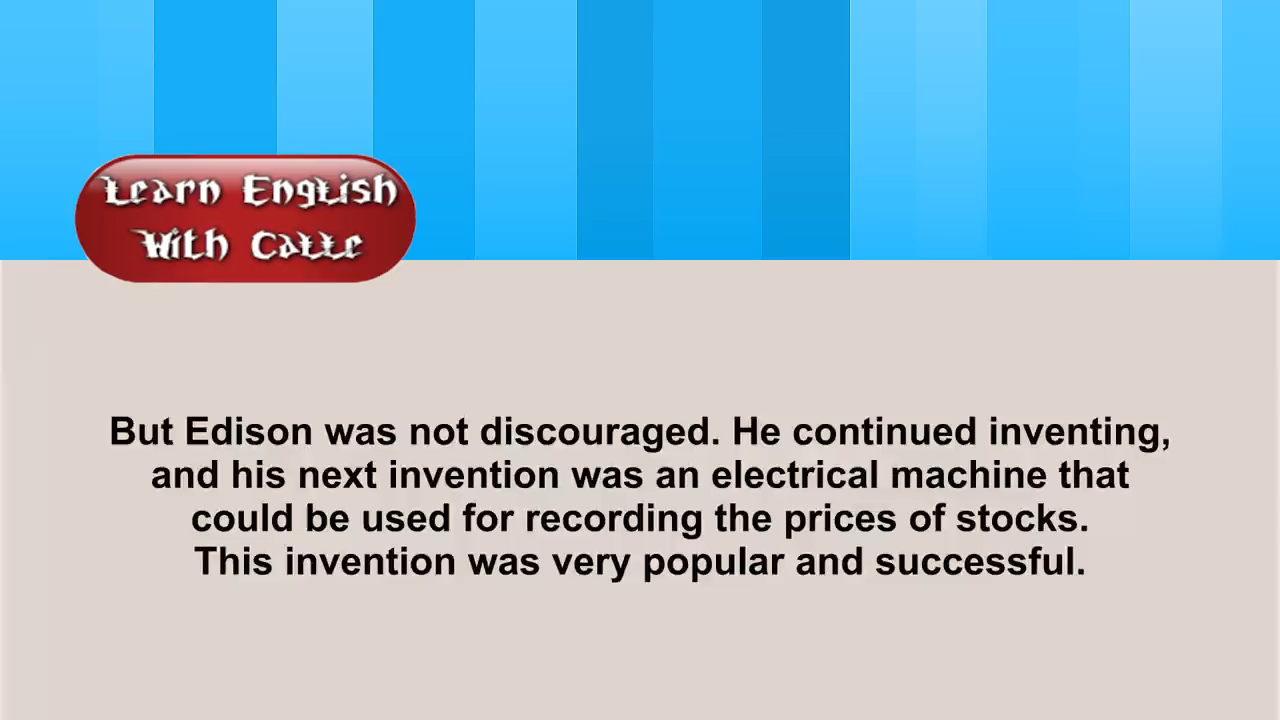 Learn English
With Catte
But Edison was not discouraged. He continued inventing,
and his next invention was an electrical machine that
could be used for recording the prices of stocks.
This invention was very popular and successful.